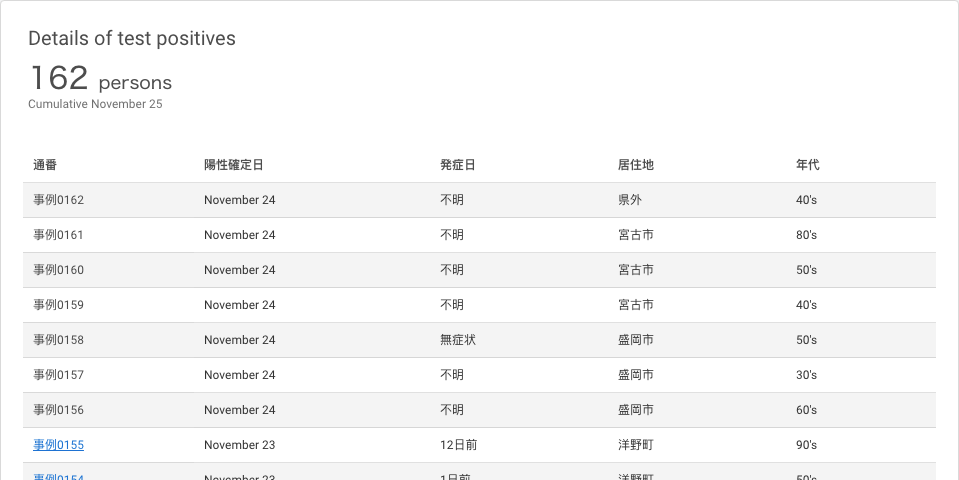 Details of test positives
162 persons
Cumulative November 25
通番 陽性確定日 発症日 居住地 年代
事例0162 November 24 不明 県外 40's
事例0161 November 24 不明 宮古市 80's
事例0160 November 24 不明 宮古市 50's
事例0159 November 24 不明 宮古市 40's
事例0158 November 24 無症状 盛岡市 50's
事例0157 November 24 不明 盛岡市 30's
事例0156 November 24 不明 盛岡市 60's
事例0155 November 23 12日前 洋野町 90's
事例0154 November 23 1日前 洋野町 50's